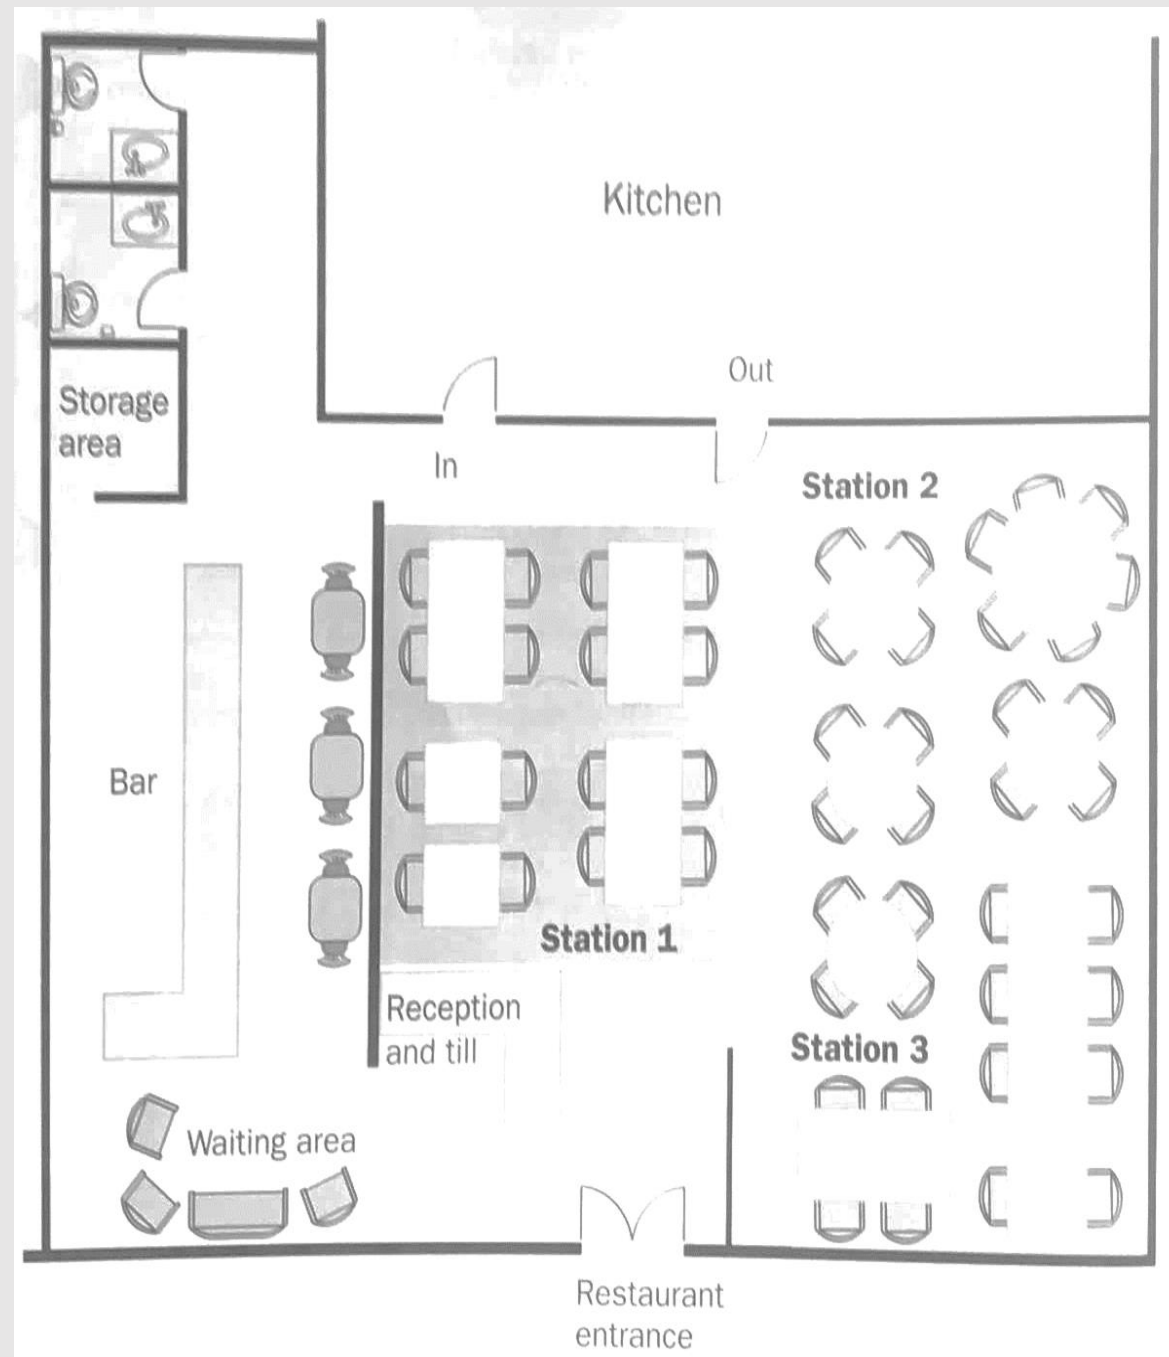 Kitchen
Out
Storage
area
In
Station 2
Bar
Station 1
Reception
and till
Station 3
Waiting area
Restaurant
entrance